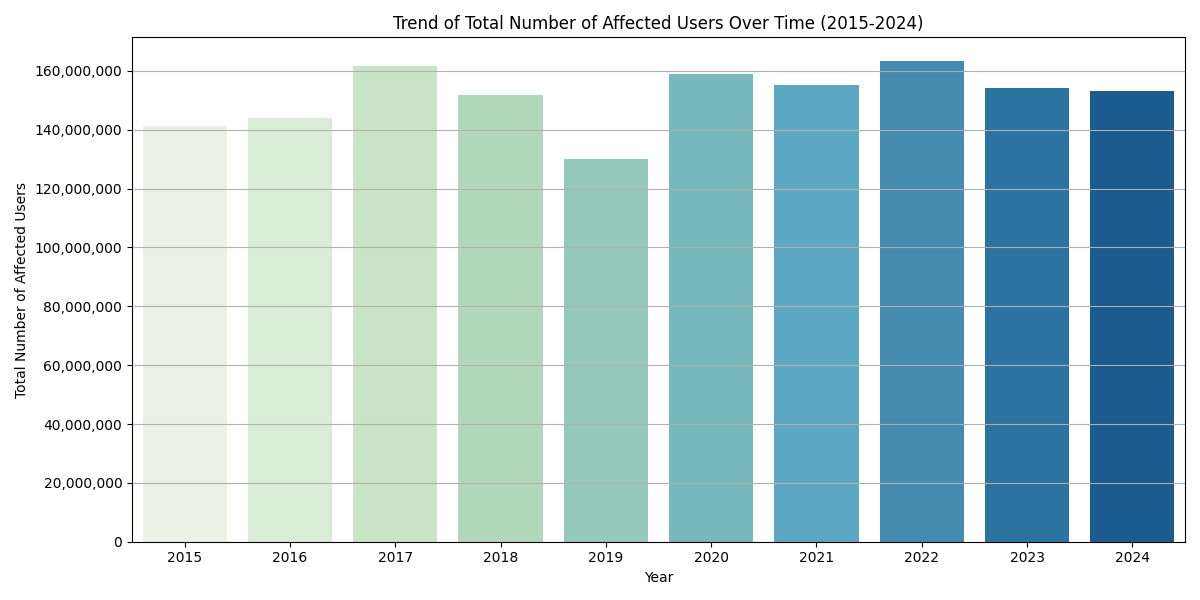 Trend of Total Number of Affected Users Over Time (2015-2024)
Total Number of Affected Users
160,000,000
140,000,000
120,000,000
100,000,000
80,000,000
60,000,000
40,000,000
20,000,000
0
2015 2016 2017 2018 2019 2020 2021 2022 2023 2024
Year